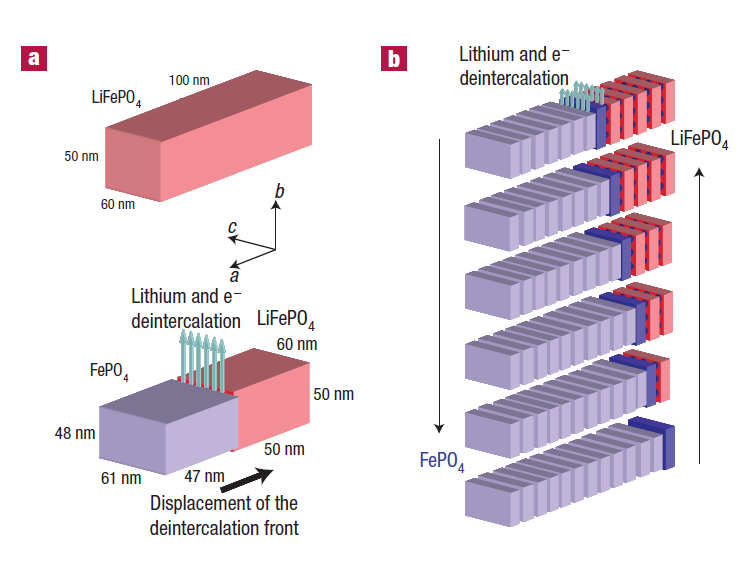 a
100 nm
LiFePO4
50 nm
60 nm
b
c
a
Lithium and e−
deintercalation
LiFePO4
60 nm
FePO4
50 nm
48 nm
50 nm
61 nm
47 nm
Displacement of the
deintercalation front
b
Lithium and e−
deintercalation
LiFePO4
FePO4